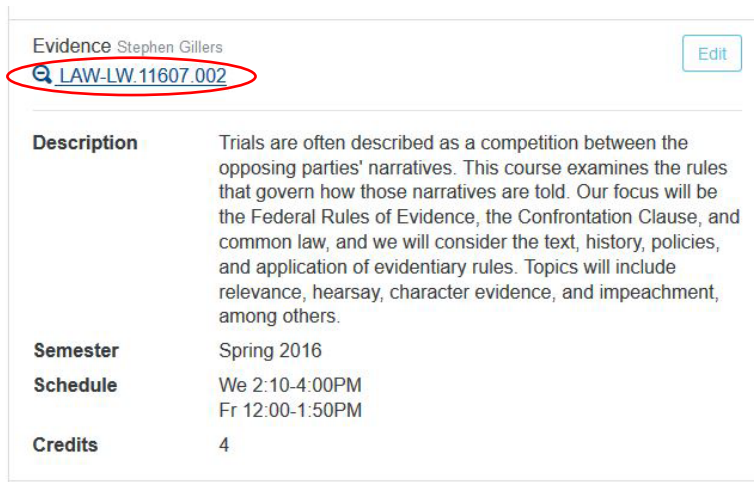 Evidence Stephen Gillers
Edit
LAW-LW.11607.002
Description
Trials are often described as a competition between the
opposing parties' narratives. This course examines the rules
that govern how those narratives are told. Our focus will be
the Federal Rules of Evidence, the Confrontation Clause, and
common law, and we will consider the text, history, policies,
and application of evidentiary rules. Topics will include
relevance, hearsay, character evidence, and impeachment,
among others.
Semester Spring 2016
Schedule We 2:10-4:00PM
Fr 12:00-1:50PM
Credits 4